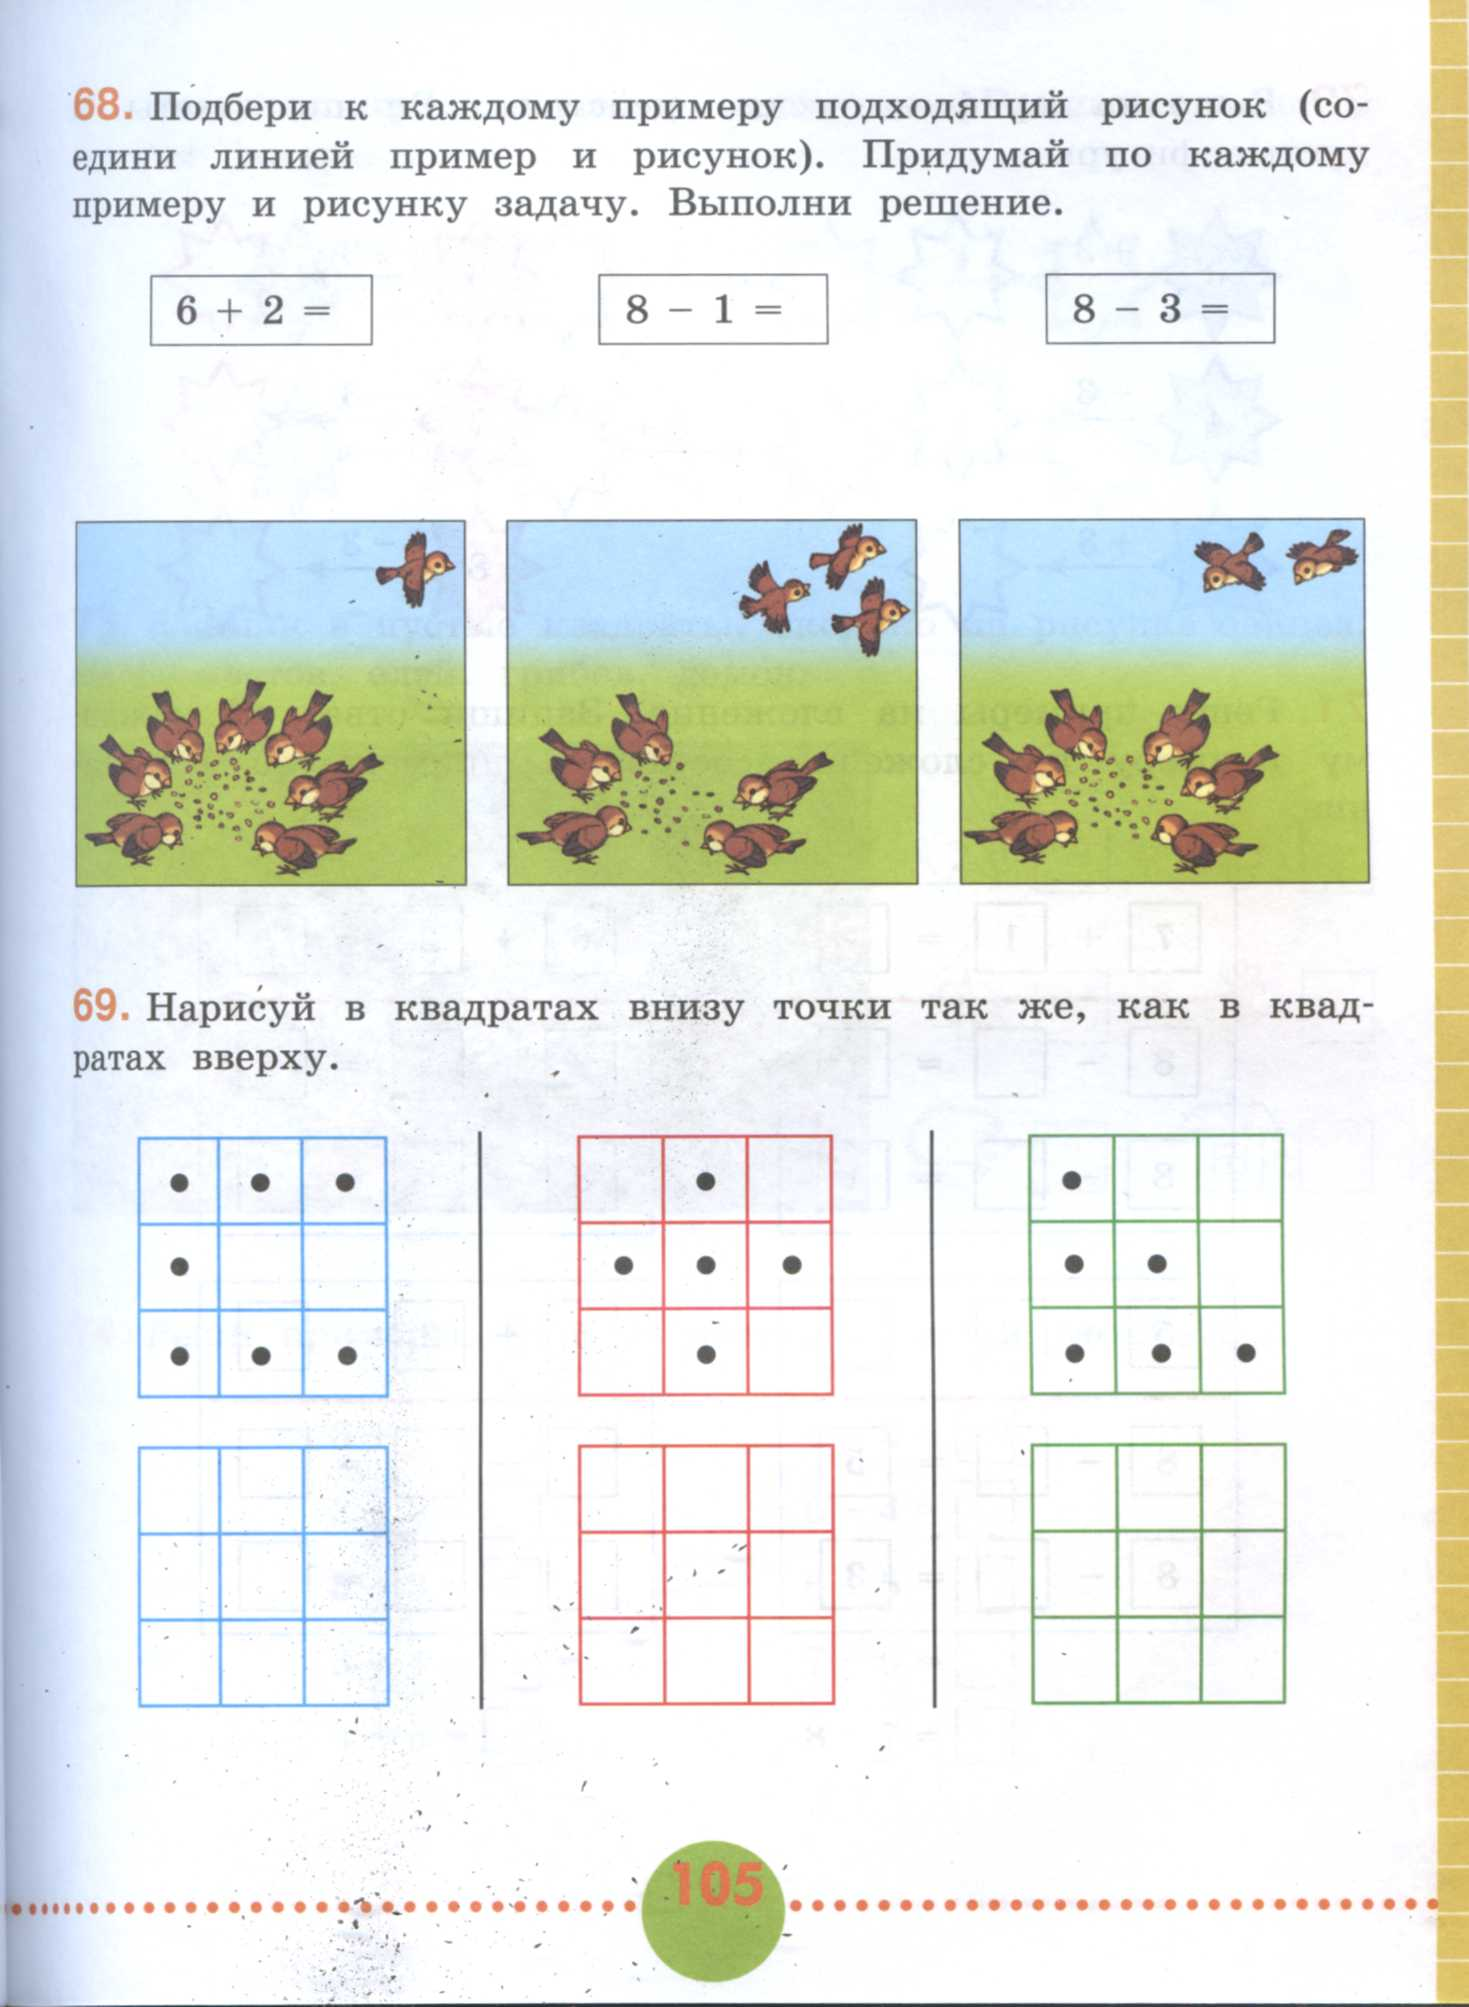 68. Подбери к каждому примеру подходящий рисунок (со-
едини линией пример и рисунок). Придумай по каждому
примеру и рисунку задачу. Выполни решение.
6 + 2 =
8 − 1 =
8 − 3 =
69. Нарисуй в квадратах внизу точки так же, как в квад-
ратах вверху.
105